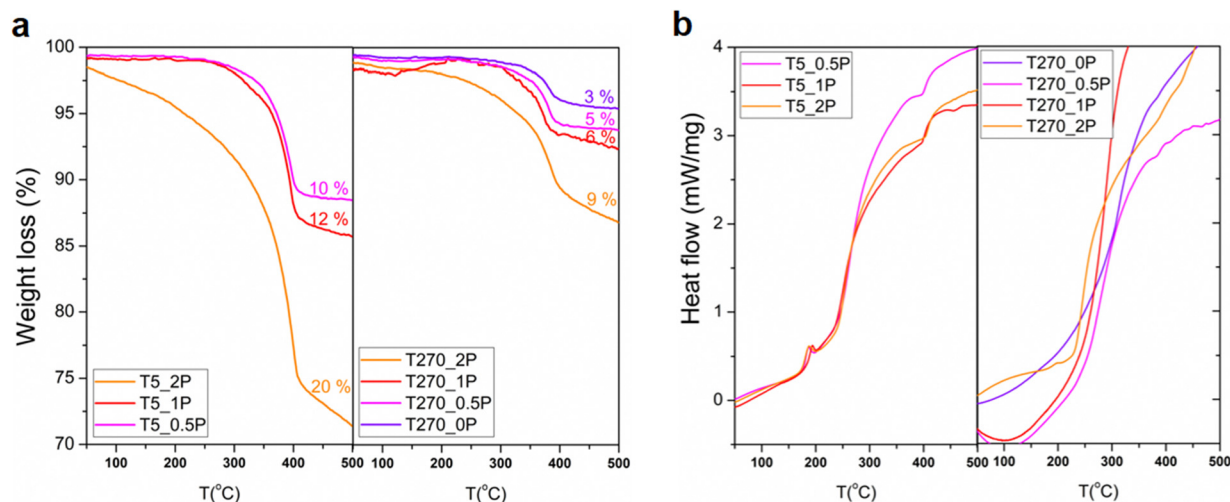 a
Weight loss (%)
100
95
90
85
80
75
70
10 %
12 %
20 %
T5_2P
T5_1P
T5_0.5P
100
200
300
400
500
T(°C)
3 %
5 %
6 %
9 %
T270_2P
T270_1P
T270_0.5P
T270_0P
100
200
300
400
500
T(°C)
b
Heat flow (mW/mg)
4
3
2
1
0
T5_0.5P
T5_1P
T5_2P
100
200
300
400
500
T(°C)
T270_0P
T270_0.5P
T270_1P
T270_2P
100
200
300
400
500
T(°C)